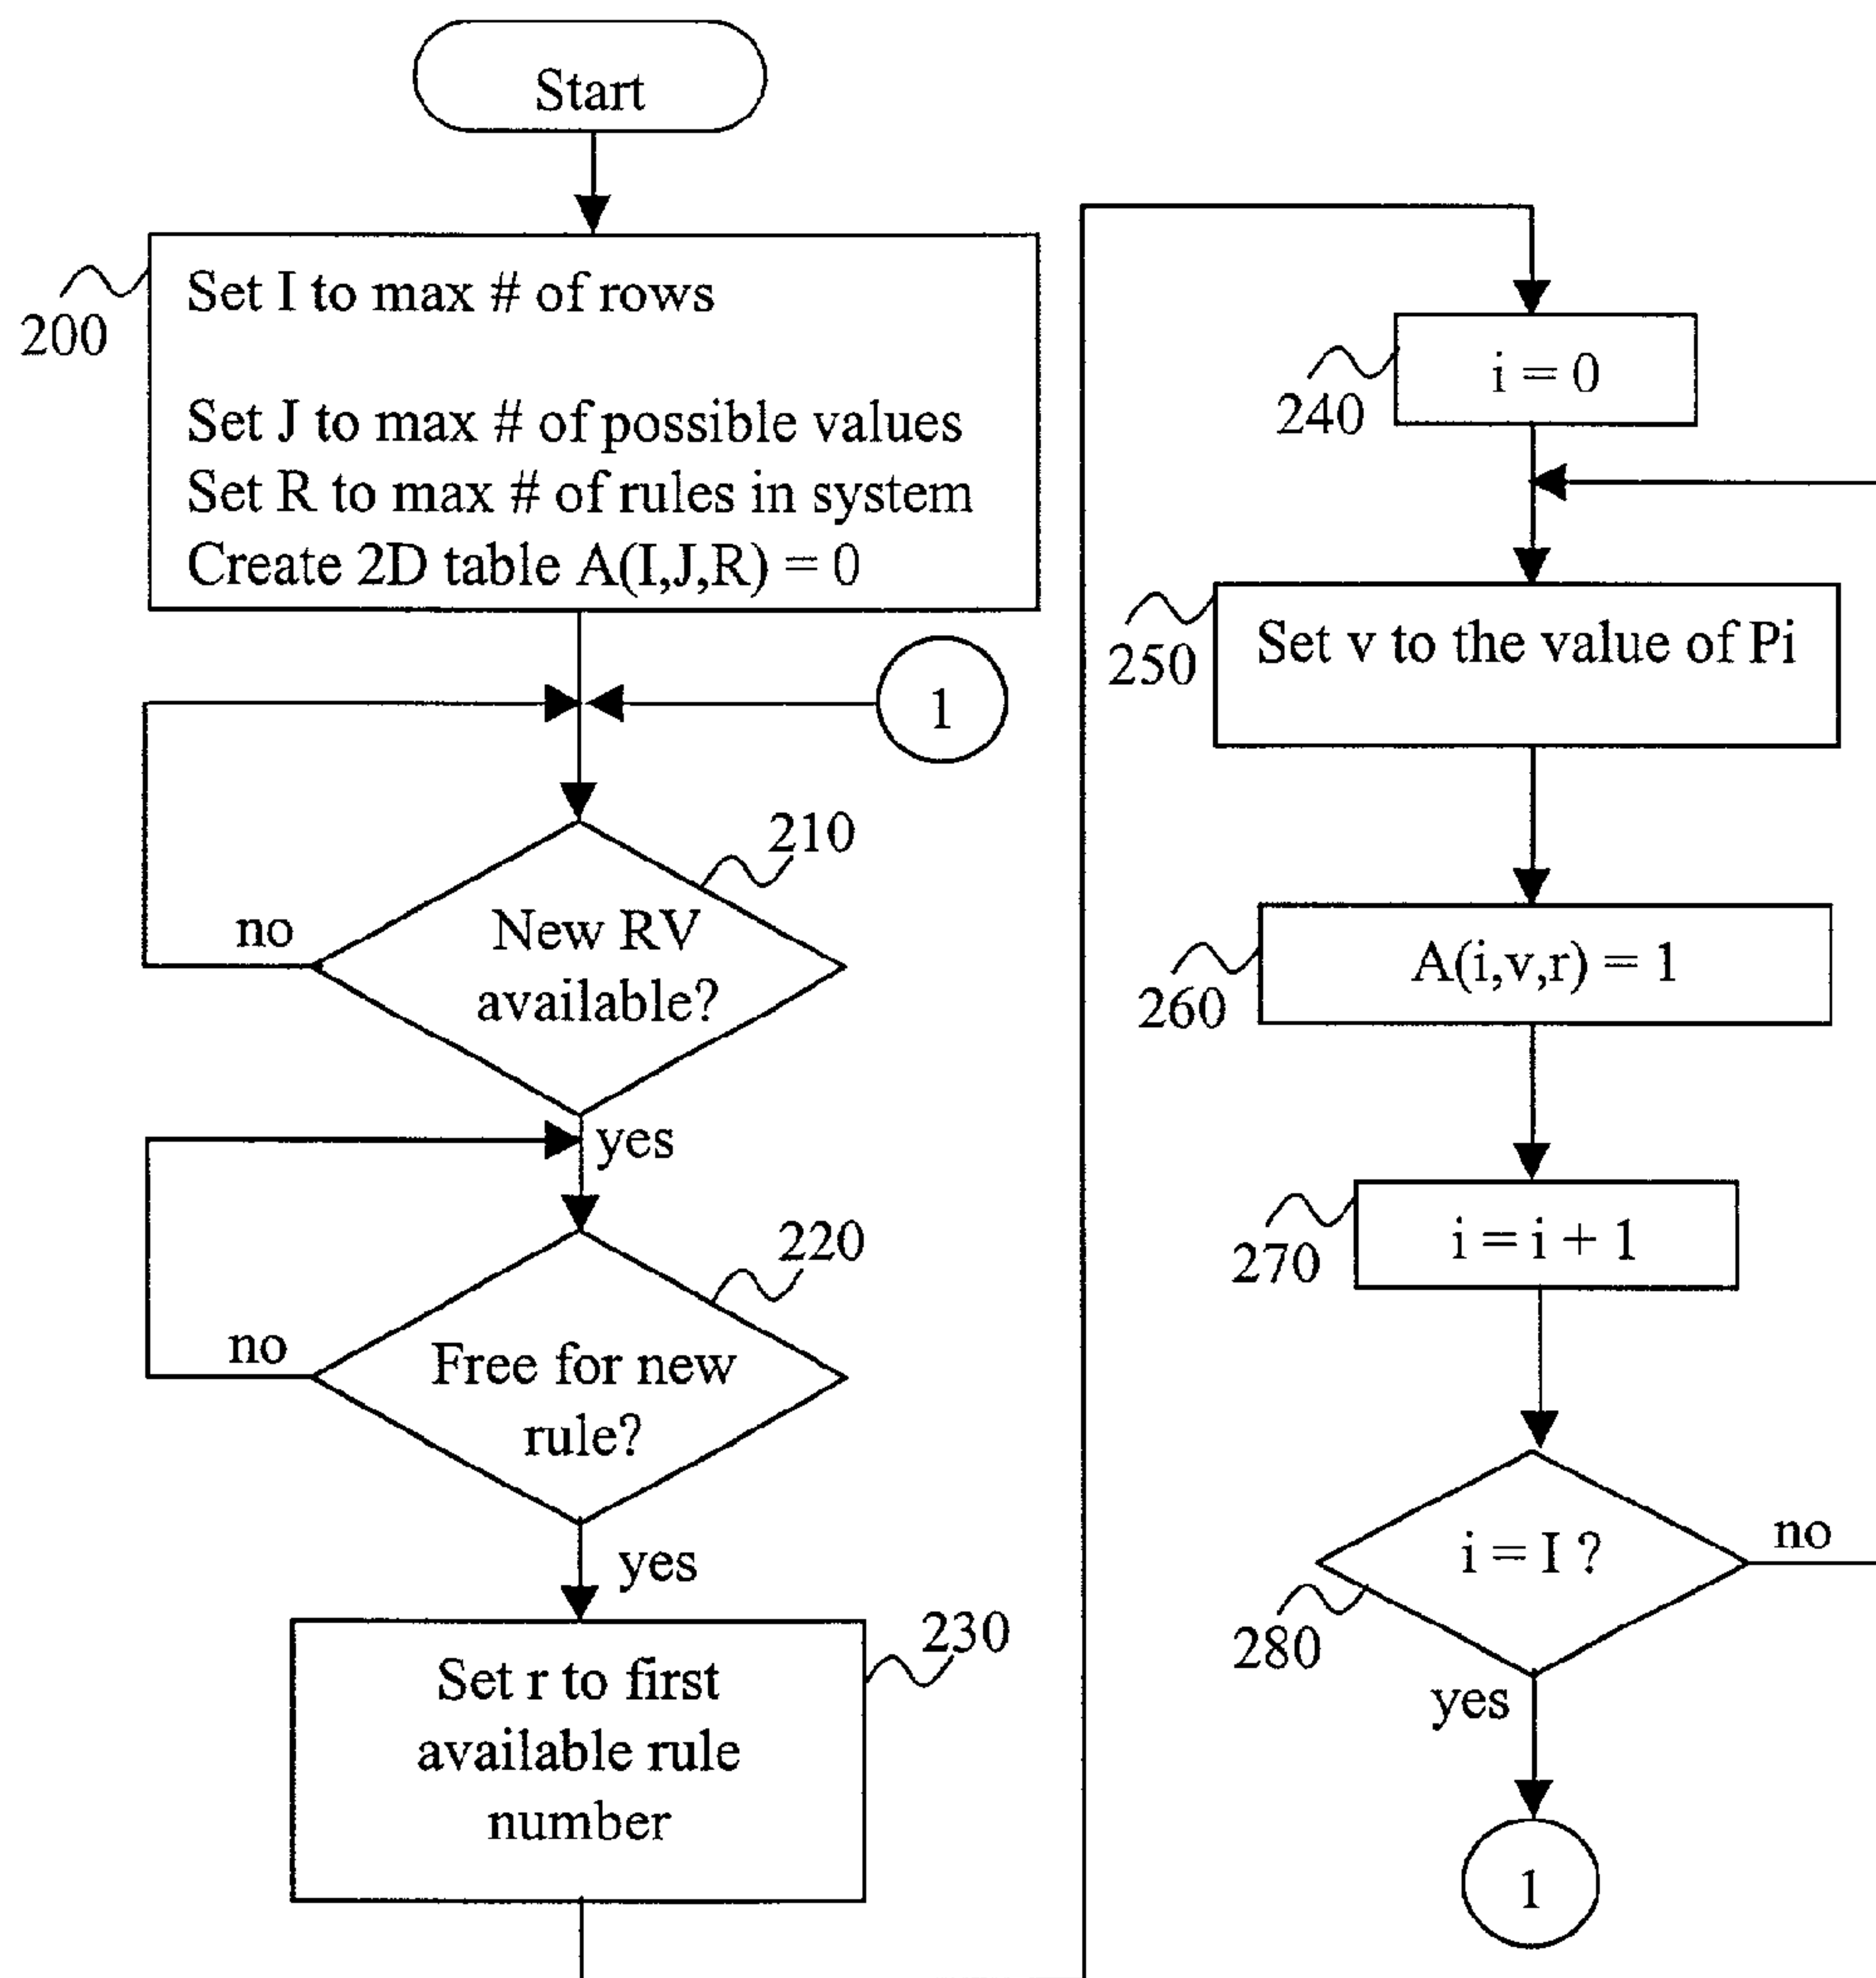 Start
200
Set I to max # of rows
Set J to max # of possible values
Set R to max # of rules in system
Create 2D table A(I,J,R) = 0
1
210
New RV
available?
no
yes
220
Free for new
rule?
no
yes
230
Set r to first
available rule
number
240
i = 0
250
Set v to the value of Pi
260
A(i,v,r) = 1
270
i = i + 1
280
i = I ?
no
yes
1